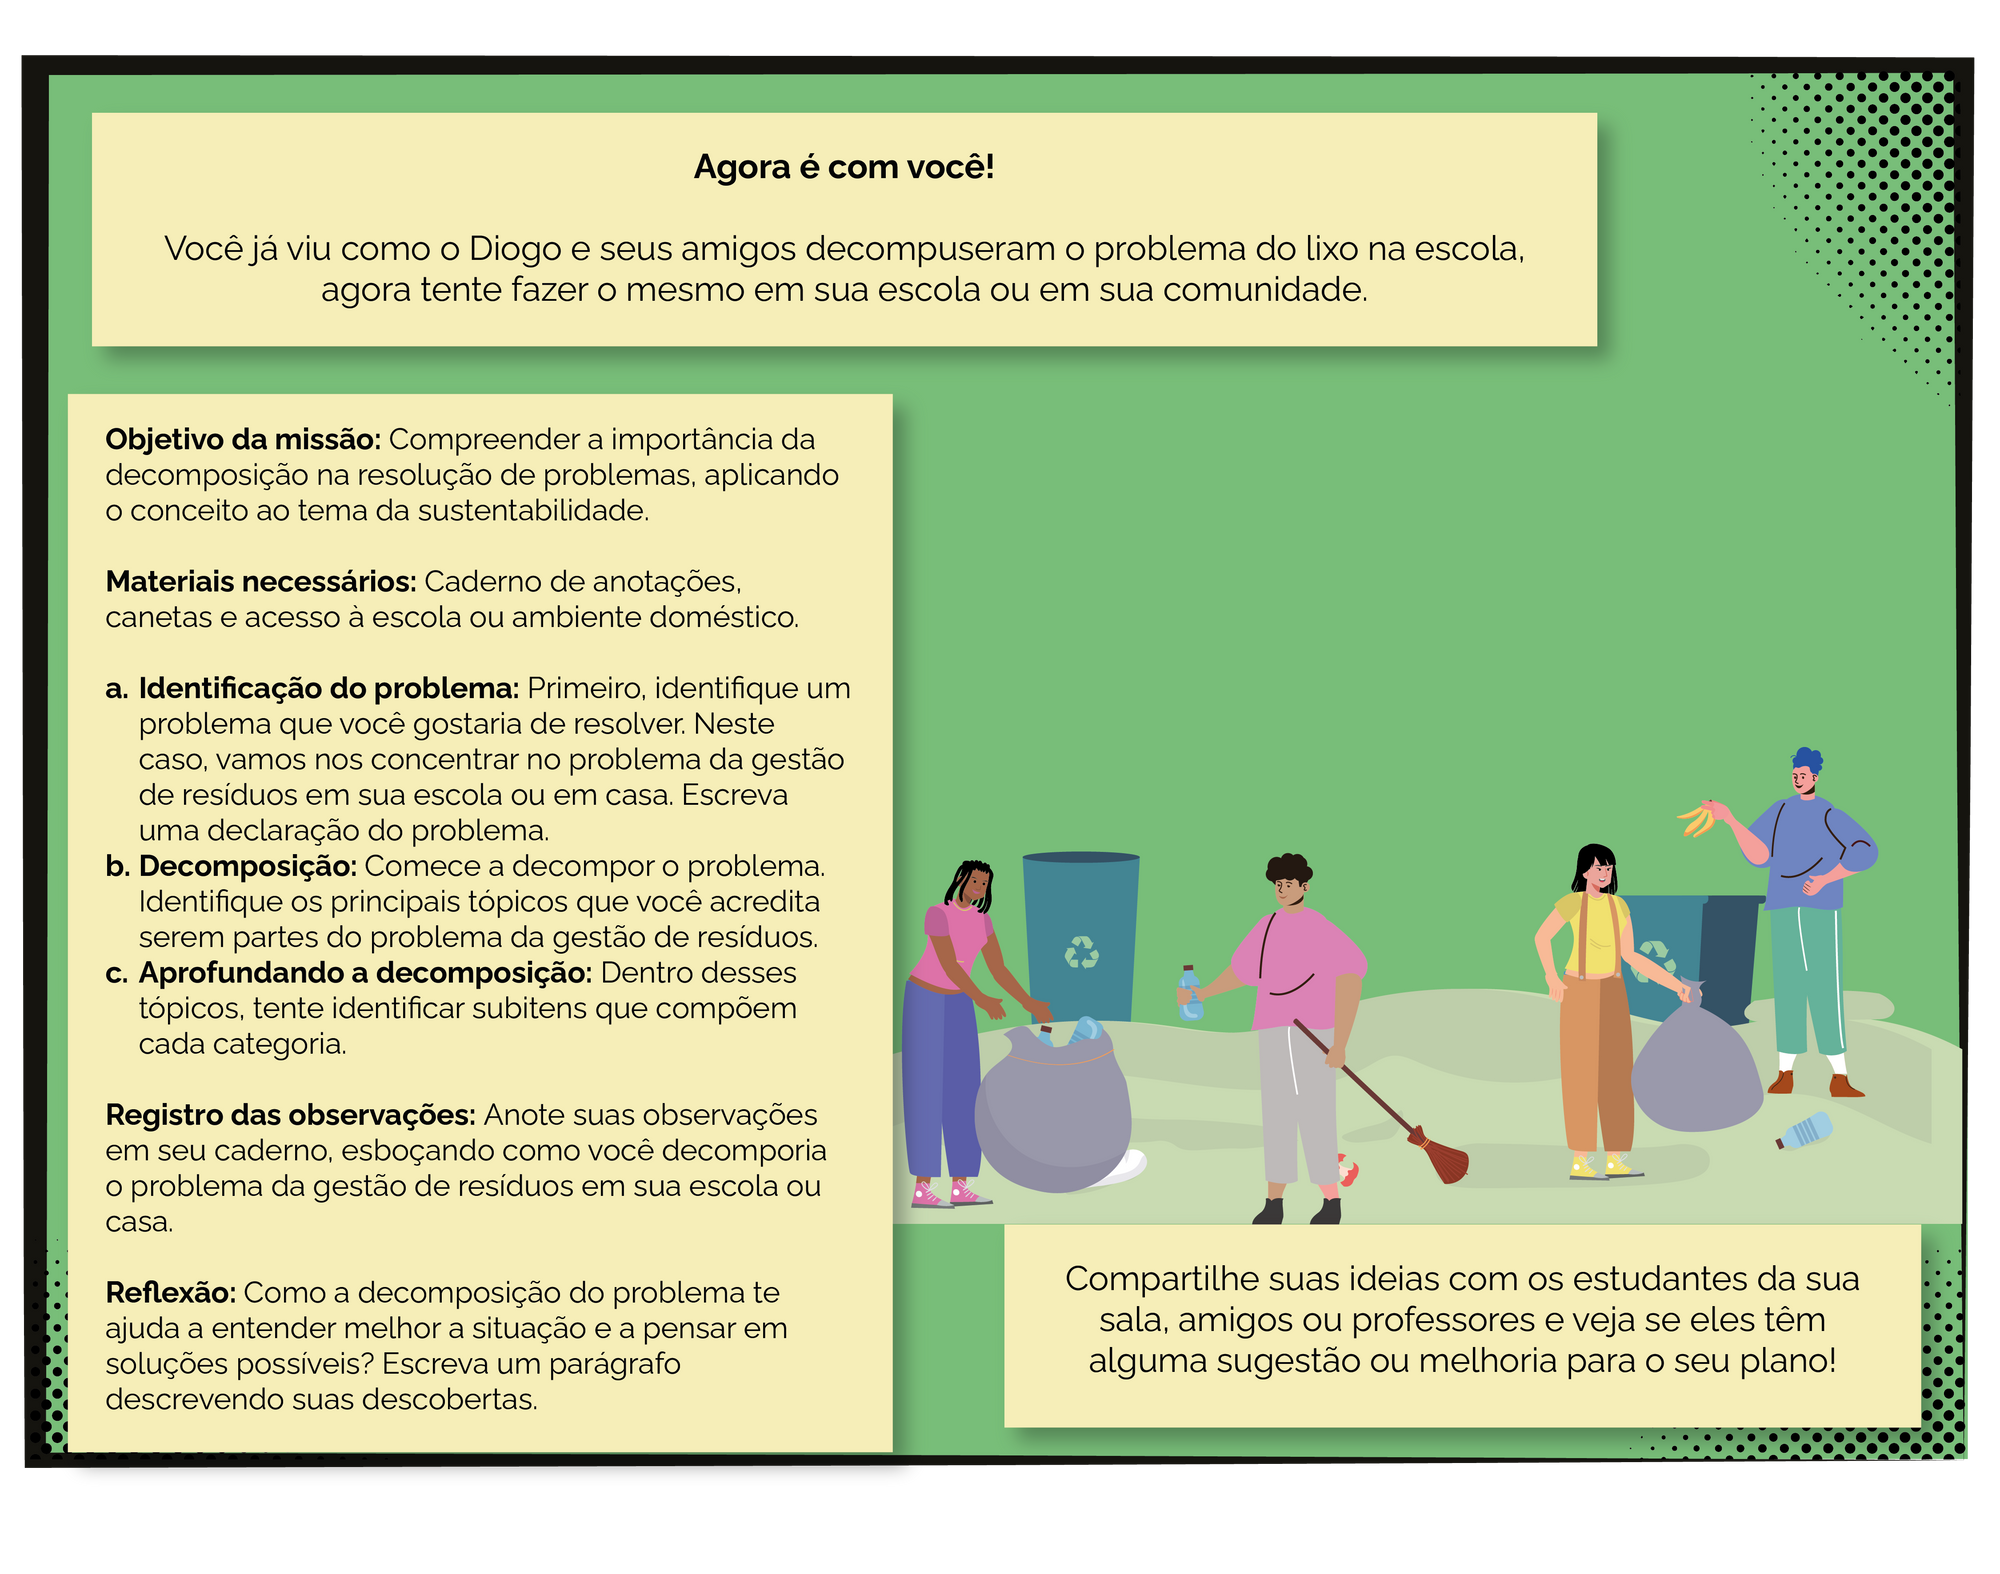 Agora é com você!
Você já viu como o Diogo e seus amigos decompuseram o problema do lixo na escola,
agora tente fazer o mesmo em sua escola ou em sua comunidade.
Objetivo da missão: Compreender a importância da
decomposição na resolução de problemas, aplicando
o conceito ao tema da sustentabilidade.
Materiais necessários: Caderno de anotações,
canetas e acesso à escola ou ambiente doméstico.
a. Identificação do problema: Primeiro, identifique um
problema que você gostaria de resolver. Neste
caso, vamos nos concentrar no problema da gestão
de resíduos em sua escola ou em casa. Escreva
uma declaração do problema.
b. Decomposição: Comece a decompor o problema.
Identifique os principais tópicos que você acredita
serem partes do problema da gestão de resíduos.
c. Aprofundando a decomposição: Dentro desses
tópicos, tente identificar subitens que compõem
cada categoria.
Registro das observações: Anote suas observações
em seu caderno, esboçando como você decomporia
o problema da gestão de resíduos em sua escola ou
casa.
Reflexão: Como a decomposição do problema te
ajuda a entender melhor a situação e a pensar em
soluções possíveis? Escreva um parágrafo
descrevendo suas descobertas.
Compartilhe suas ideias com os estudantes da sua
sala, amigos ou professores e veja se eles têm
alguma sugestão ou melhoria para o seu plano!